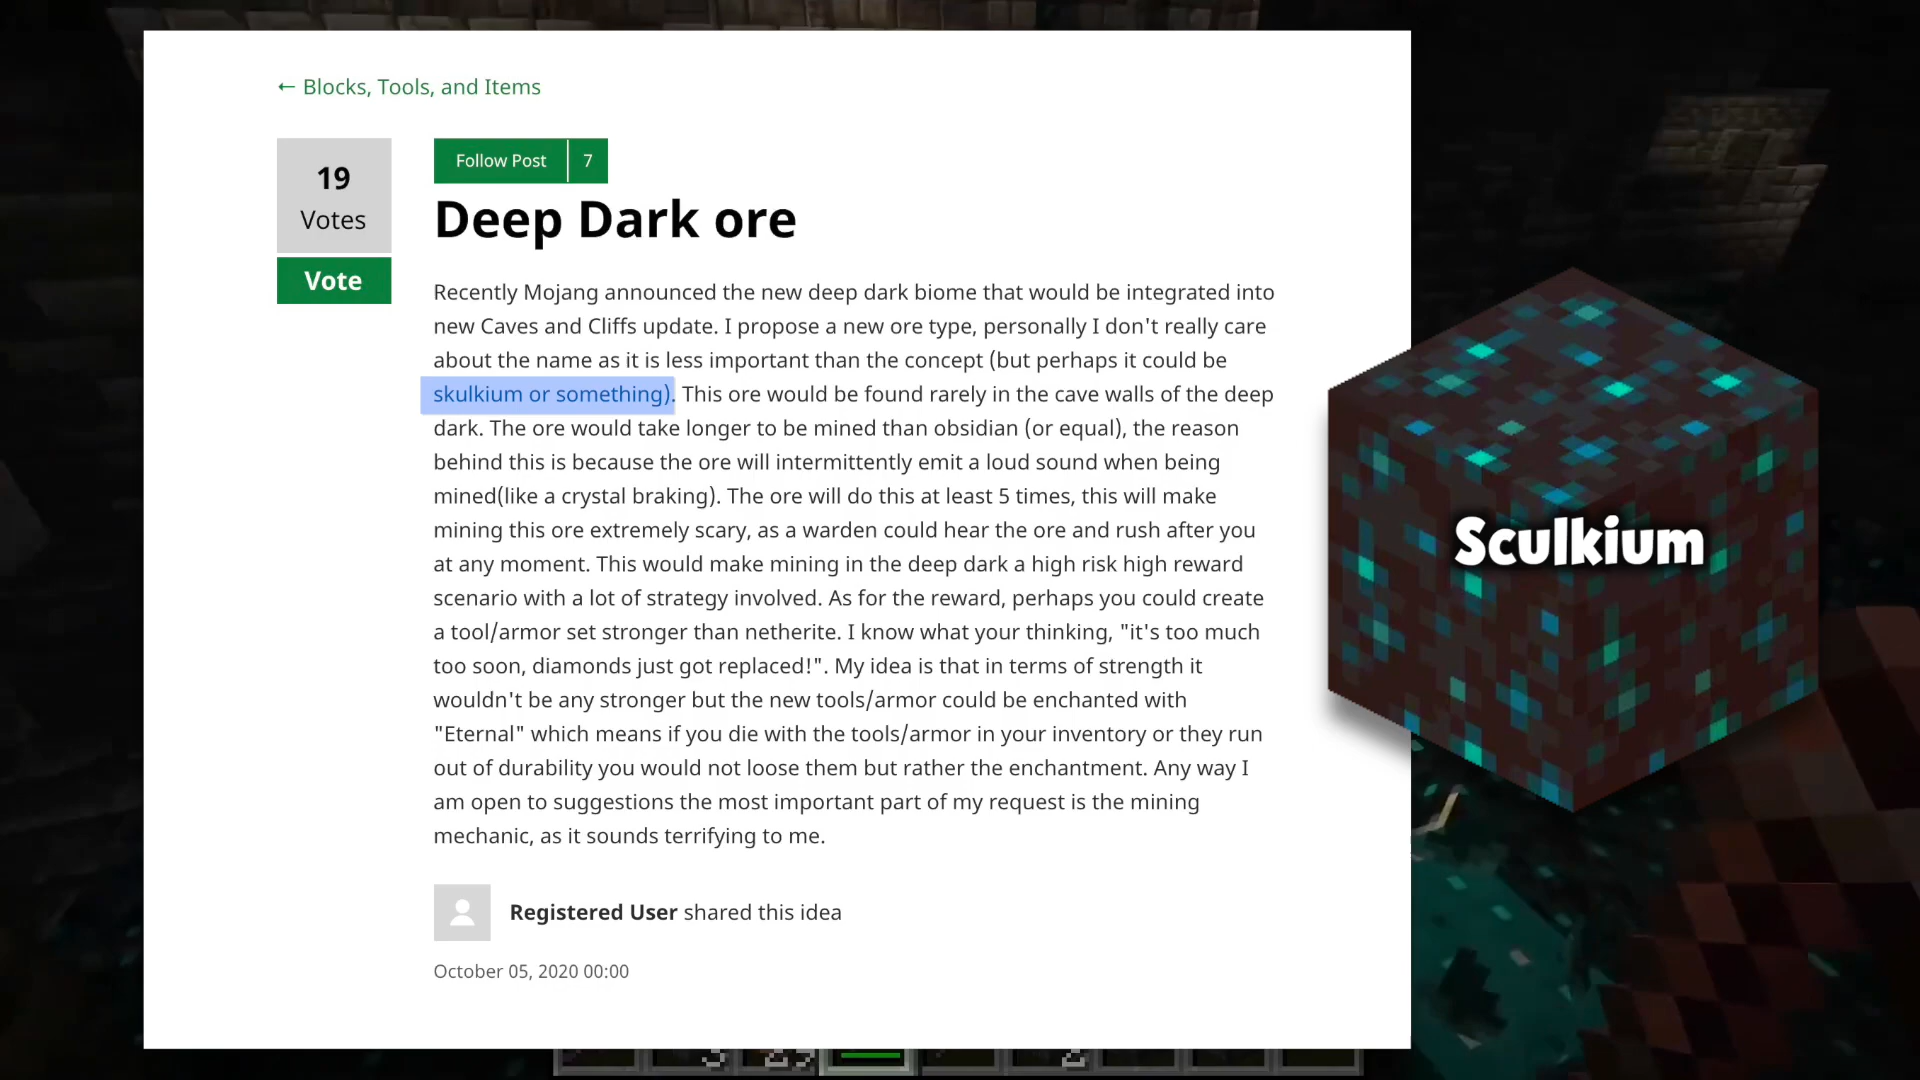 ← Blocks, Tools, and Items
19
Votes
Vote
Follow Post 7
Deep Dark ore
Recently Mojang announced the new deep dark biome that would be integrated into
new Caves and Cliffs update. I propose a new ore type, personally I don't really care
about the name as it is less important than the concept (but perhaps it could be
skulkium or something). This ore would be found rarely in the cave walls of the deep
dark. The ore would take longer to be mined than obsidian (or equal), the reason
behind this is because the ore will intermittently emit a loud sound when being
mined(like a crystal braking). The ore will do this at least 5 times, this will make
mining this ore extremely scary, as a warden could hear the ore and rush after you
at any moment. This would make mining in the deep dark a high risk high reward
scenario with a lot of strategy involved. As for the reward, perhaps you could create
a tool/armor set stronger than netherite. I know what your thinking, "it's too much
too soon, diamonds just got replaced!". My idea is that in terms of strength it
wouldn't be any stronger but the new tools/armor could be enchanted with
"Eternal" which means if you die with the tools/armor in your inventory or they run
out of durability you would not loose them but rather the enchantment. Any way I
am open to suggestions the most important part of my request is the mining
mechanic, as it sounds terrifying to me.
Registered User shared this idea
October 05, 2020 00:00
Sculkium